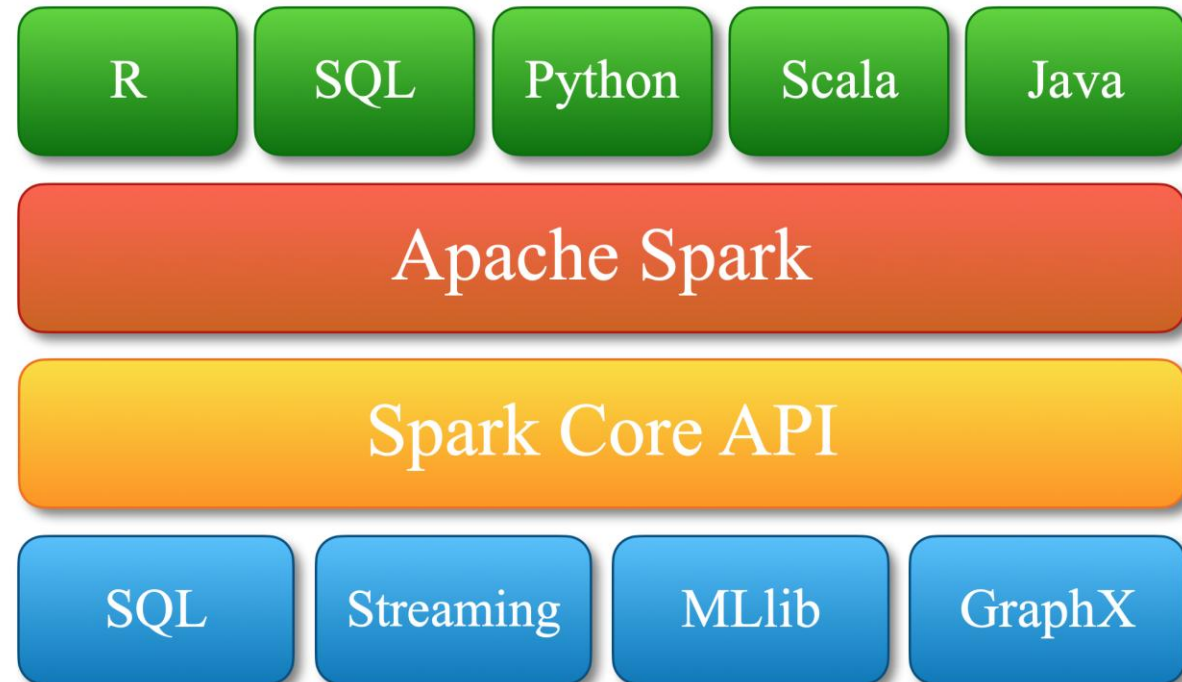 R SQL Python Scala Java
Apache Spark
Spark Core API
SQL Streaming MLlib GraphX